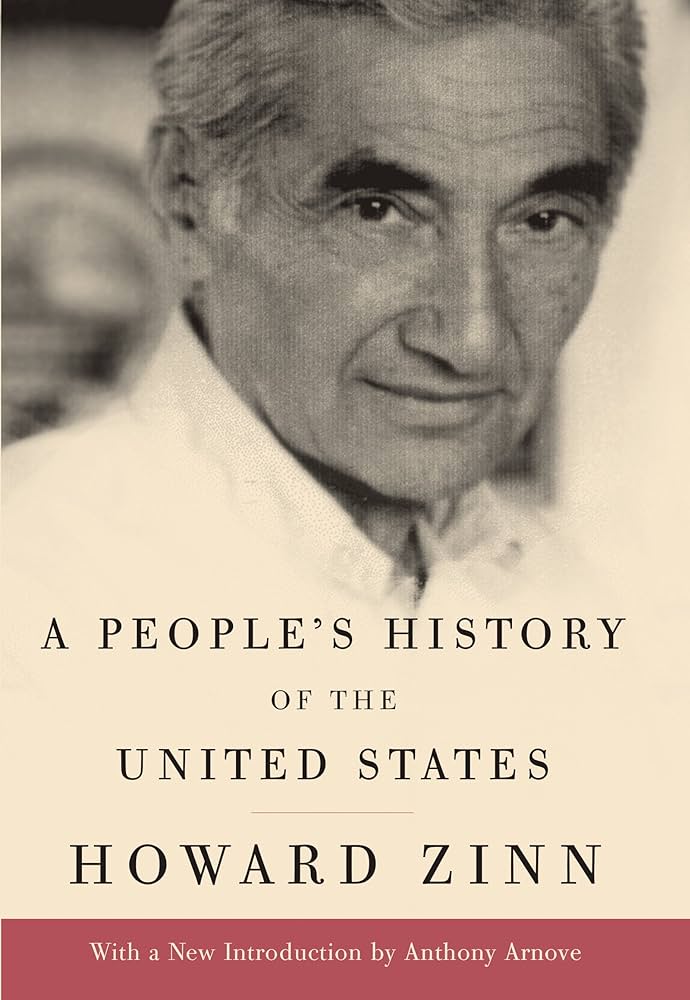 A PEOPLE’S HISTORY
OF THE
UNITED STATES
HOWARD ZINN
With a New Introduction by Anthony Arnove